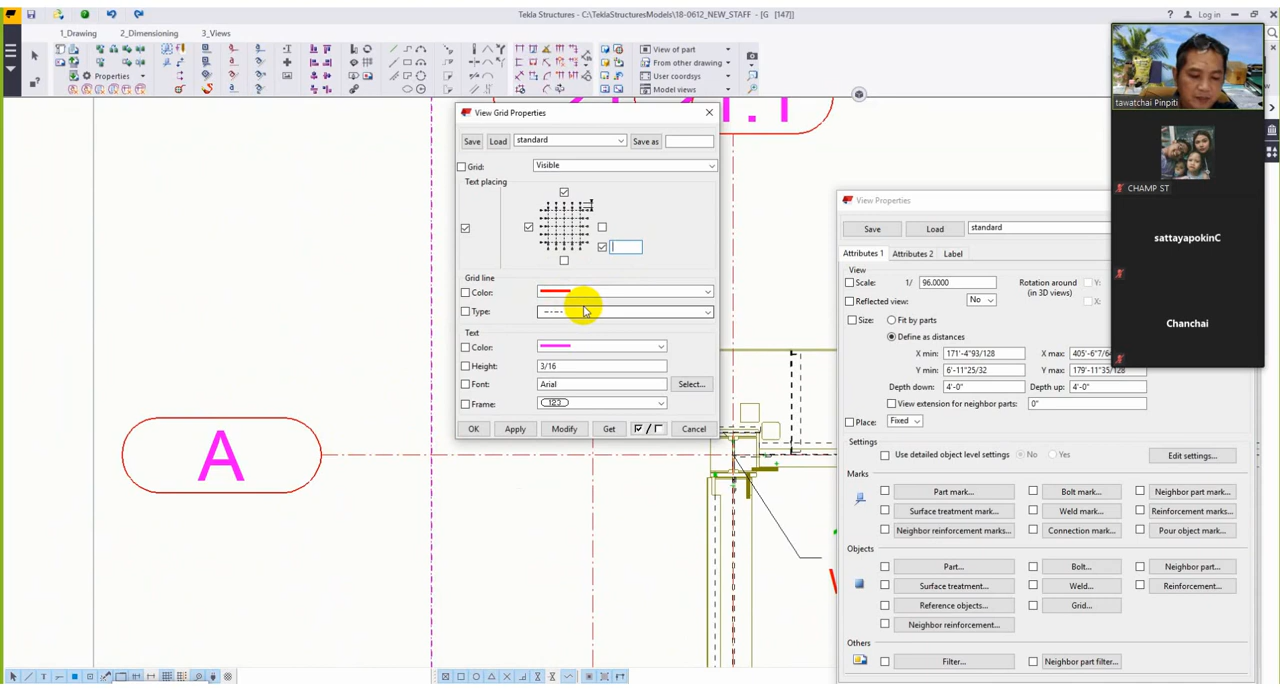 Tekla Structures - C:\TeklaStructuresModels\18-0612_NEW_STAFF - [G [147]]
Log in
1_Drawing
2_Dimensioning
3_Views
Properties
View of part
From other drawing
User coordsys
Model views
View Grid Properties
Save
Load
standard
Save as
Grid:
Visible
Text placing
Grid line
Color:
Type:
Text
Color:
Height:
3/16
Font:
Arial
Select...
Frame:
123
OK
Apply
Modify
Get
Cancel
A
View Properties
Save
Load
standard
Attributes 1
Attributes 2
Label
View
Scale:
1/
96.0000
Rotation around
Y:
Reflected view:
No
(in 3D views)
X:
Size:
Fit by parts
Define as distances
X min:
171'-4"93/128
X max:
405'-6"7/64
Y min:
6'-11"25/32
Y max:
179'-11"35/128
Depth down:
4'-0"
Depth up:
4'-0"
View extension for neighbor parts:
0"
Place:
Fixed
Settings
Use detailed object level settings
No
Yes
Edit settings...
Marks
Part mark...
Bolt mark...
Neighbor part mark...
Surface treatment mark...
Weld mark...
Reinforcement marks...
Neighbor reinforcement marks...
Connection mark...
Pour object mark...
Objects
Part...
Bolt...
Neighbor part...
Surface treatment...
Weld...
Reinforcement...
Reference objects...
Grid...
Neighbor reinforcement...
Others
Filter...
Neighbor part filter...
tawatchai Pinpiti
CHAMP ST
sattayapokinC
Chanchai